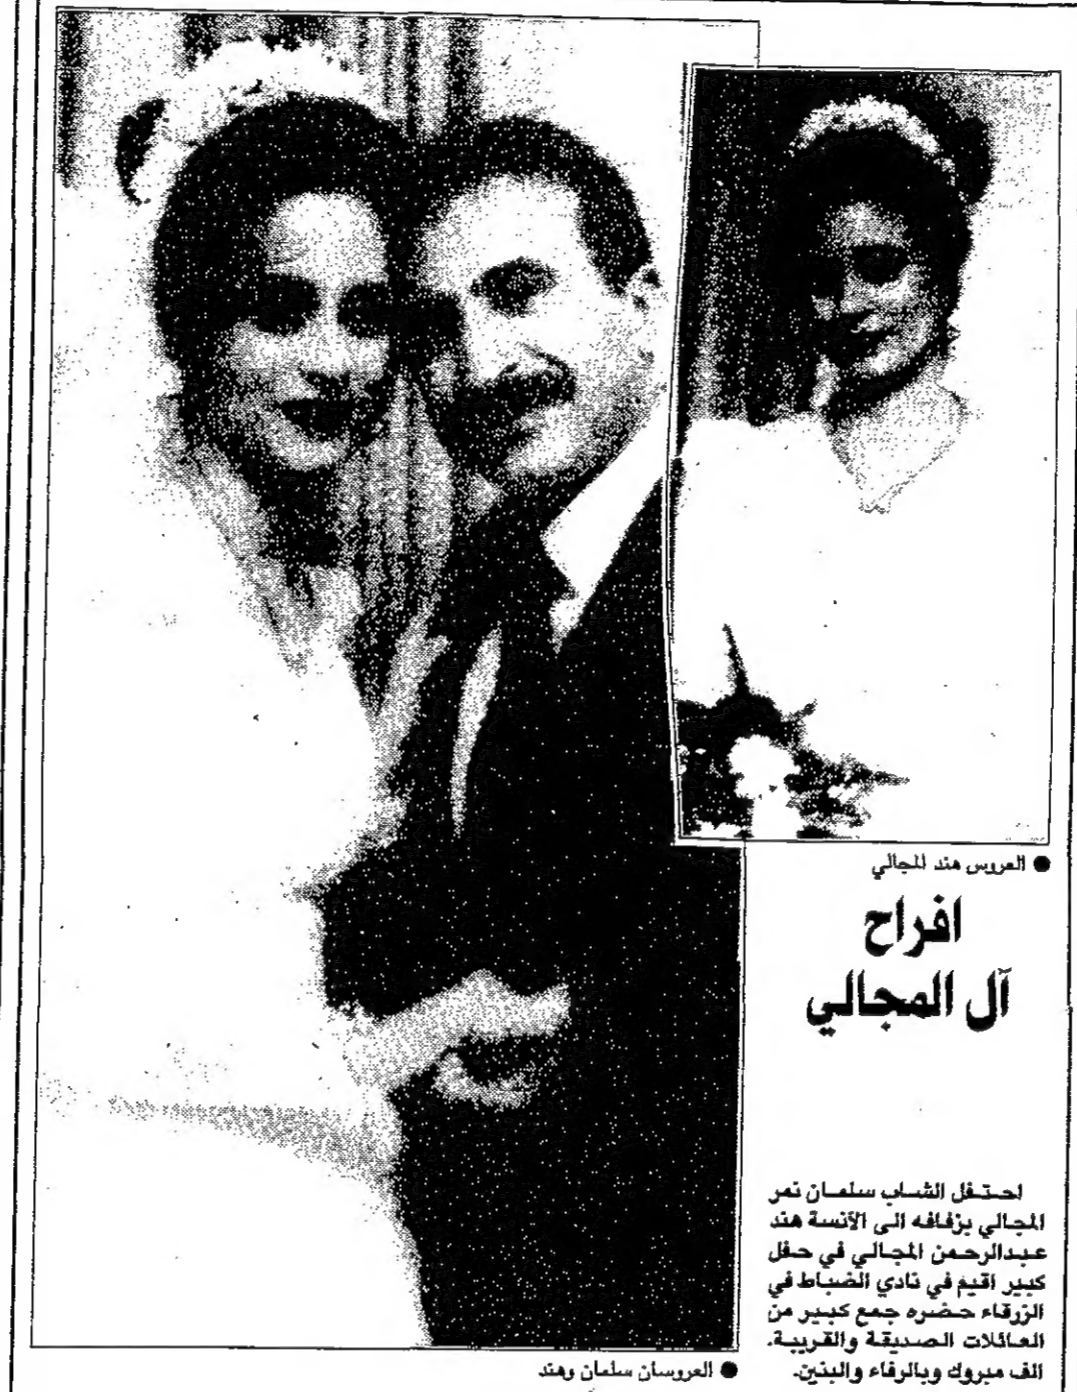 ● العروس هند المجالي
افراح
آل المجالي
احتفل الشاب سلمان نمر
المجالي بزفافه الى الآنسة هند
عبدالرحمن المجالي في حفل
كبير اقيم في نادي الضباط في
الزرقاء حضره جمع كبير من
العائلات الصديقة والقريبة.
الف مبروك وبالرفاء والبنين.
● العروسان سلمان وهند